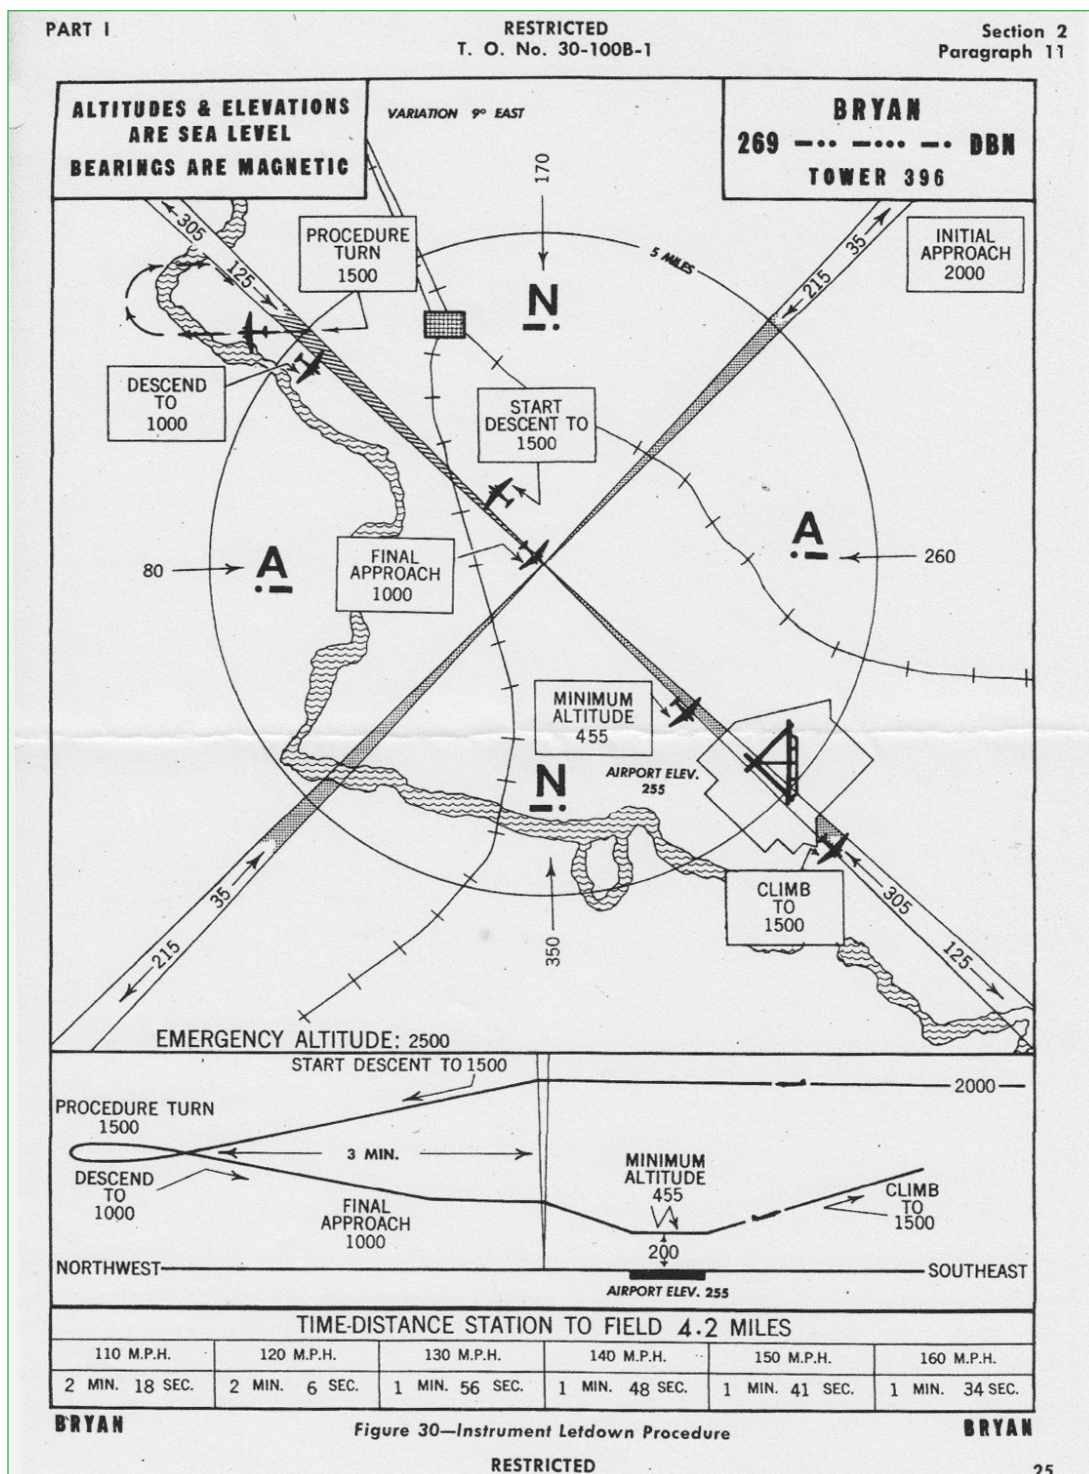 PART I
RESTRICTED
T. O. No. 30-100B-1
Section 2
Paragraph 11
ALTITUDES & ELEVATIONS
ARE SEA LEVEL
BEARINGS ARE MAGNETIC
VARIATION 9° EAST
BRYAN
269 —·· —··· —· DBN
TOWER 396
170
305
125
PROCEDURE
TURN
1500
5 MILES
35
215
INITIAL
APPROACH
2000
N
—·
DESCEND
TO
1000
START
DESCENT TO
1500
80
A
·—
FINAL
APPROACH
1000
A
·—
260
MINIMUM
ALTITUDE
455
AIRPORT ELEV.
255
N
—·
CLIMB
TO
1500
305
125
35
215
350
EMERGENCY ALTITUDE: 2500
START DESCENT TO 1500
2000
PROCEDURE TURN
1500
3 MIN.
DESCEND
TO
1000
FINAL
APPROACH
1000
MINIMUM
ALTITUDE
455
200
CLIMB
TO
1500
NORTHWEST
SOUTHEAST
AIRPORT ELEV. 255
TIME-DISTANCE STATION TO FIELD 4.2 MILES
110 M.P.H. 120 M.P.H. 130 M.P.H. 140 M.P.H. 150 M.P.H. 160 M.P.H.
2 MIN. 18 SEC. 2 MIN. 6 SEC. 1 MIN. 56 SEC. 1 MIN. 48 SEC. 1 MIN. 41 SEC. 1 MIN. 34 SEC.
BRYAN
Figure 30—Instrument Letdown Procedure
BRYAN
RESTRICTED
25